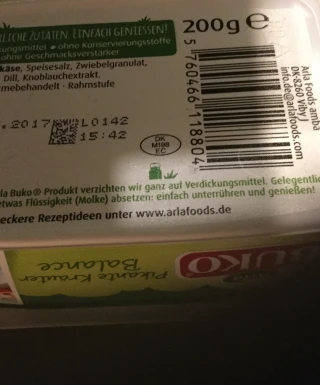 RLICHE ZUTATEN. EINFACH GENIESSEN!
ungsmittel • ohne Konservierungsstoffe
ohne Geschmacksverstärker
käse, Speisesalz, Zwiebelgranulat,
Dill, Knoblauchextrakt.
mebehandelt · Rahmstufe
200g e
5 760466 118804
Arla Foods amba
DK-8260 Viby J
info.de@arlafoods.com
.2017 L0142
15:42
DK
M198
EC
la Buko® Produkt verzichten wir ganz auf Verdickungsmittel. Gelegentlic
etwas Flüssigkeit (Molke) absetzen: einfach unterrühren und genießen!
eckere Rezeptideen unter www.arlafoods.de
BUKO
Pikante Kräuter
Balance